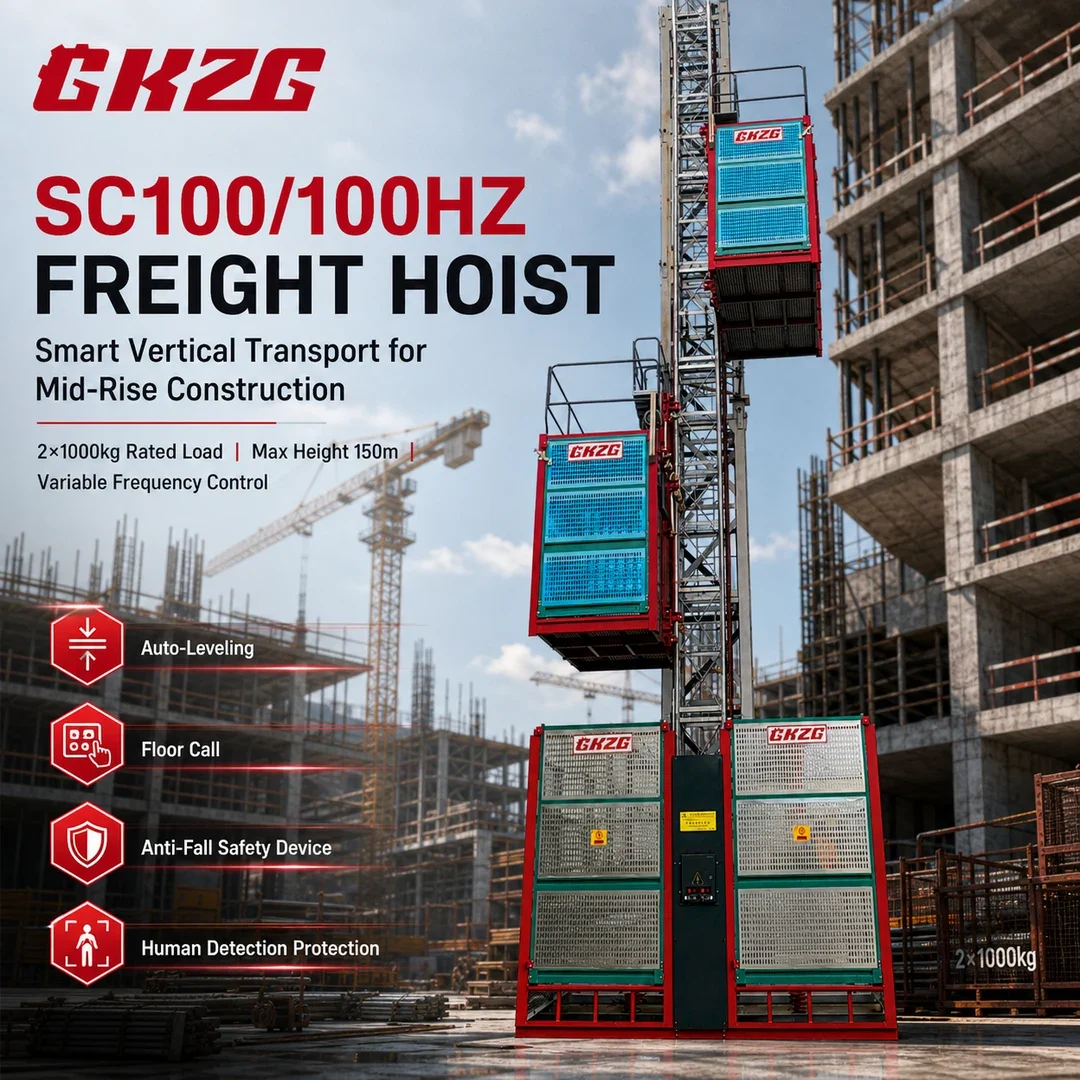 GKZG
SC100/100HZ
FREIGHT HOIST
Smart Vertical Transport for
Mid-Rise Construction
2×1000kg Rated Load | Max Height 150m |
Variable Frequency Control
Auto-Leveling
Floor Call
Anti-Fall Safety Device
Human Detection Protection
GKZG
GKZG
GKZG
GKZG
2×1000kg